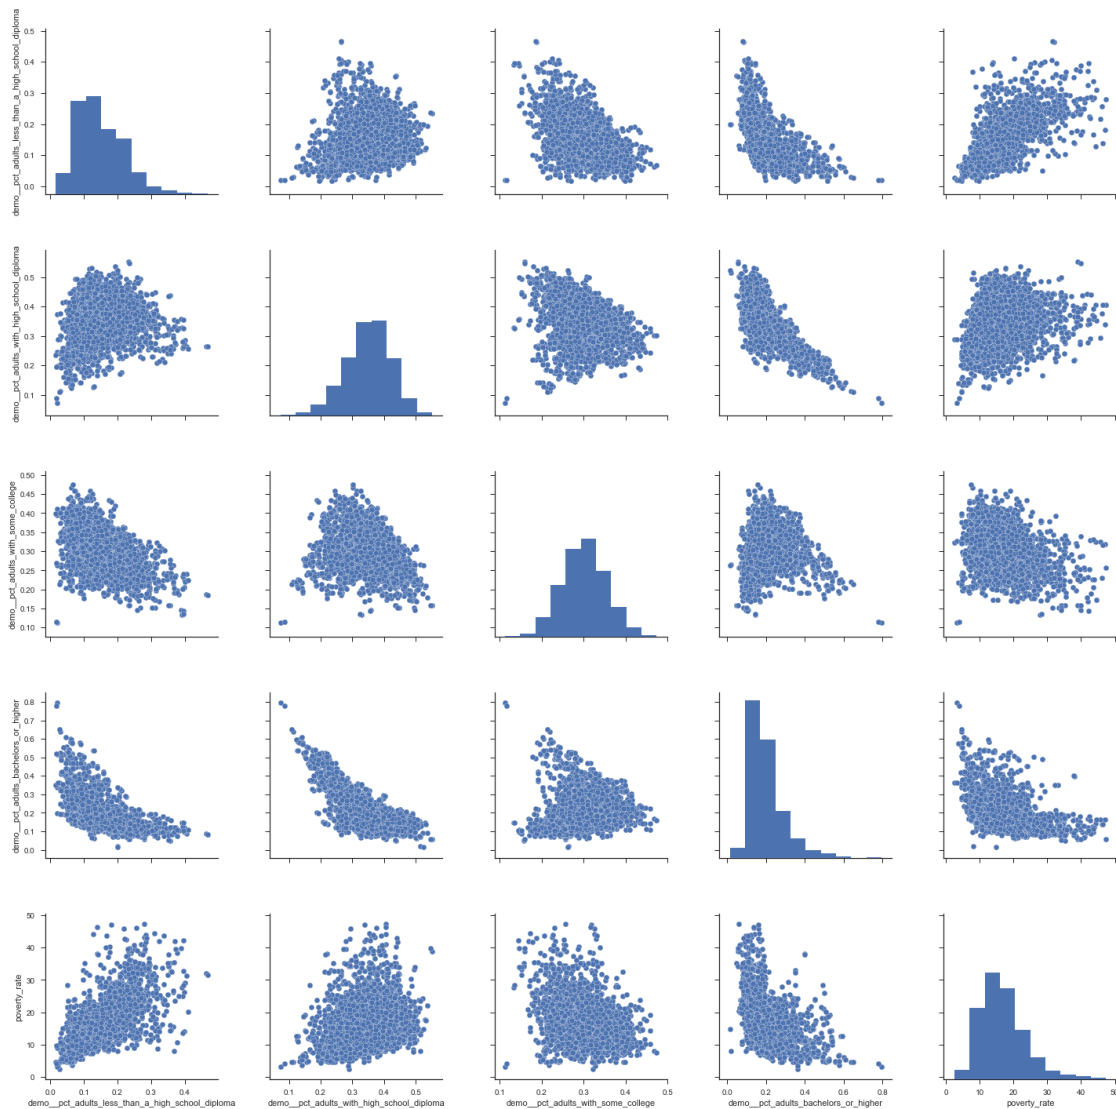 demo__pct_adults_less_than_a_high_school_diploma
0.5
0.4
0.3
0.2
0.1
0.0
demo__pct_adults_with_high_school_diploma
0.5
0.4
0.3
0.2
0.1
demo__pct_adults_with_some_college
0.50
0.45
0.40
0.35
0.30
0.25
0.20
0.15
0.10
demo__pct_adults_bachelors_or_higher
0.8
0.7
0.6
0.5
0.4
0.3
0.2
0.1
0.0
poverty_rate
50
40
30
20
10
0
0.0 0.1 0.2 0.3 0.4
demo__pct_adults_less_than_a_high_school_diploma
0.1 0.2 0.3 0.4 0.5
demo__pct_adults_with_high_school_diploma
0.1 0.2 0.3 0.4 0.5
demo__pct_adults_with_some_college
0.0 0.2 0.4 0.6 0.8
demo__pct_adults_bachelors_or_higher
0 10 20 30 40 50
poverty_rate